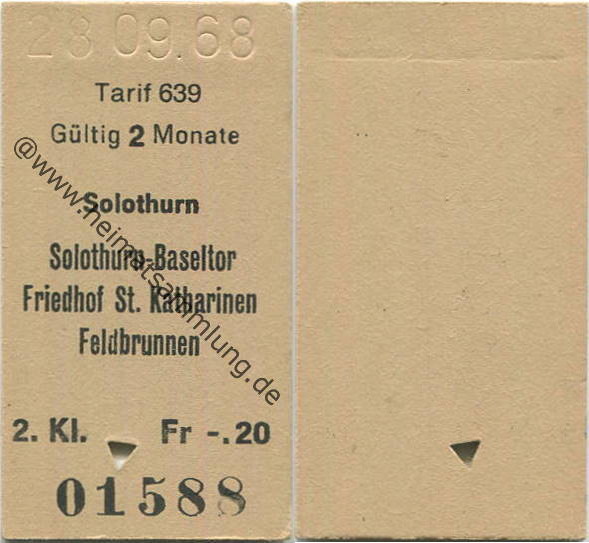 28 09.68
Tarif 639
Gültig 2 Monate
Solothurn
Solothurn-Baseltor
Friedhof St. Katharinen
Feldbrunnen
2. Kl. Fr -.20
01588
@www.heimatsammlung.de